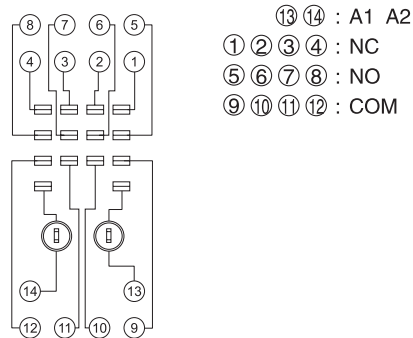 ⑧ ⑦ ⑥ ⑤
④ ③ ② ①
⑭ ⑬
⑫ ⑪ ⑩ ⑨
⑬ ⑭ : A1 A2
① ② ③ ④ : NC
⑤ ⑥ ⑦ ⑧ : NO
⑨ ⑩ ⑪ ⑫ : COM